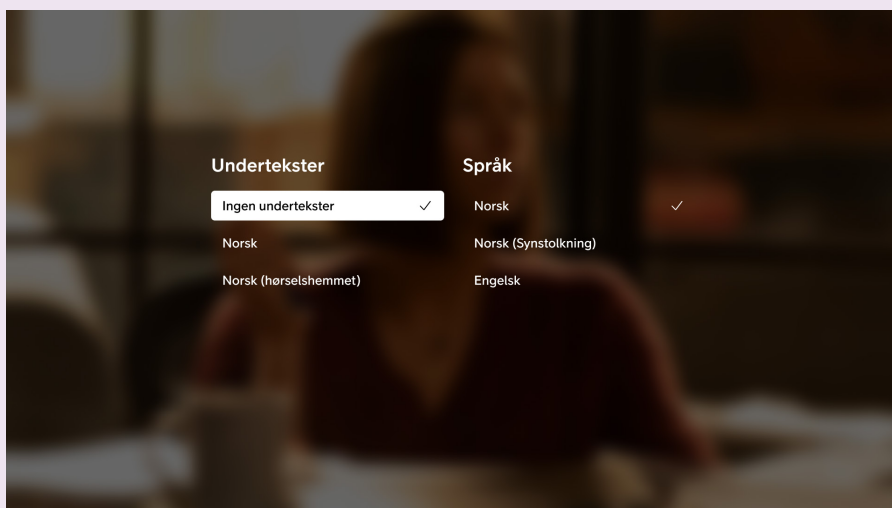 Undertekster
Ingen undertekster
Norsk
Norsk (hørselshemmet)
Språk
Norsk
Norsk (Synstolkning)
Engelsk